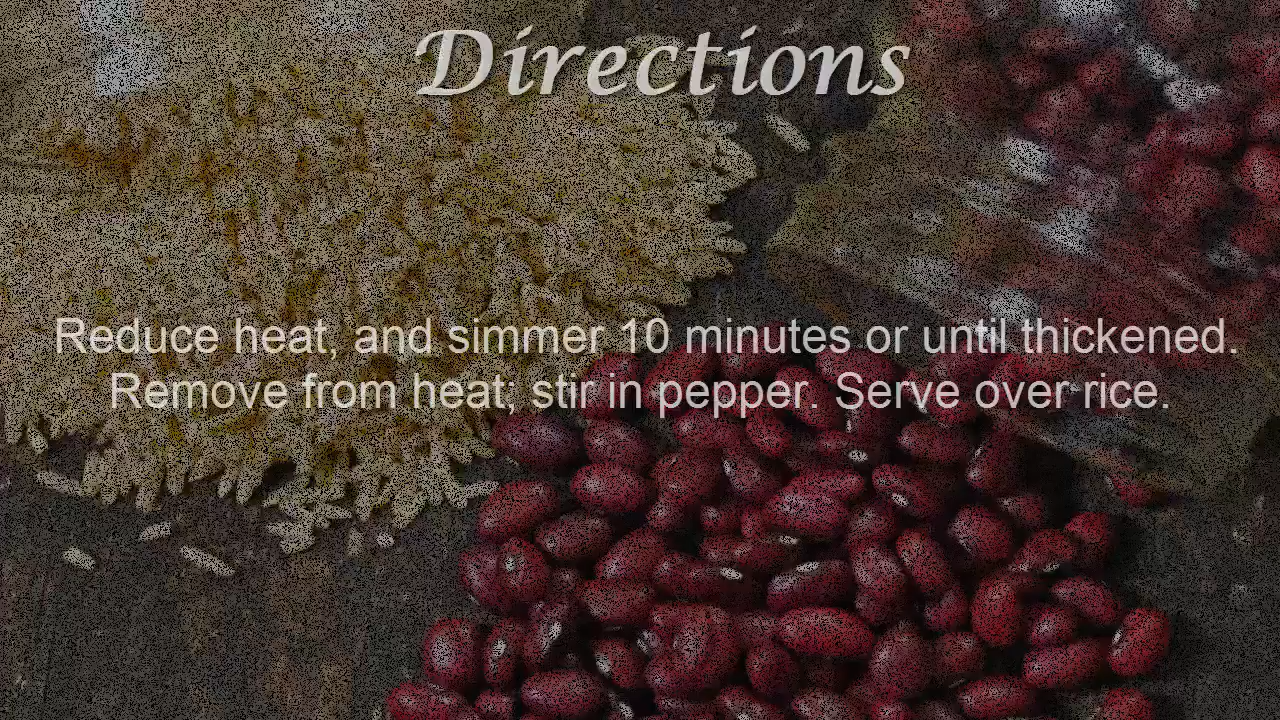 Directions
Reduce heat, and simmer 10 minutes or until thickened.
Remove from heat; stir in pepper. Serve over rice.